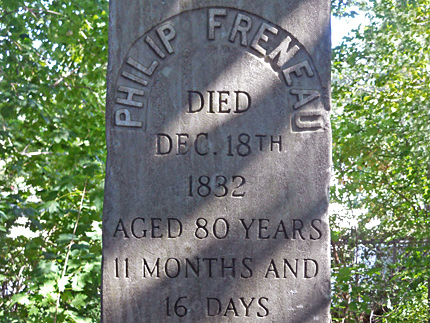 PHILIP FRENEAU
DIED
DEC. 18TH
1832
AGED 80 YEARS
11 MONTHS AND
16 DAYS